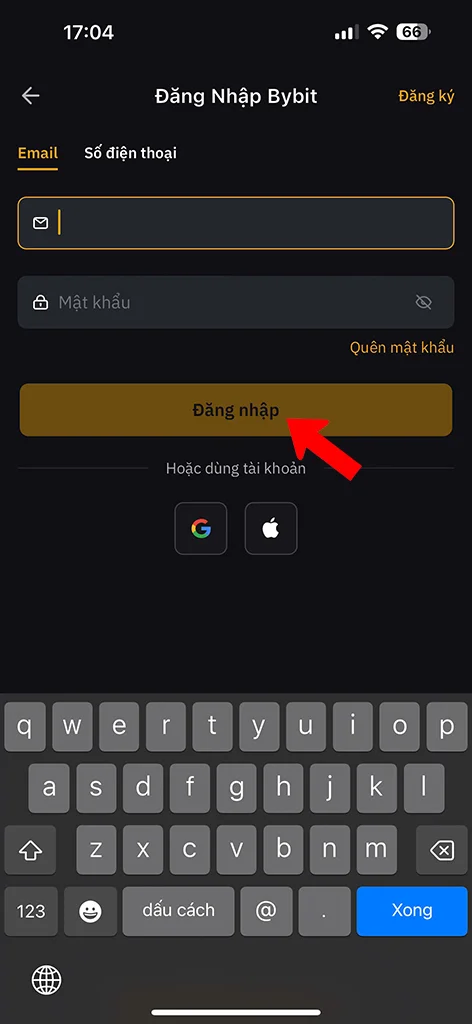 17:04
66
Đăng Nhập Bybit
Đăng ký
Email
Số điện thoại
Mật khẩu
Quên mật khẩu
Đăng nhập
Hoặc dùng tài khoản
q w e r t y u i o p
a s d f g h j k l
z x c v b n m
123
dấu cách
@
.
Xong